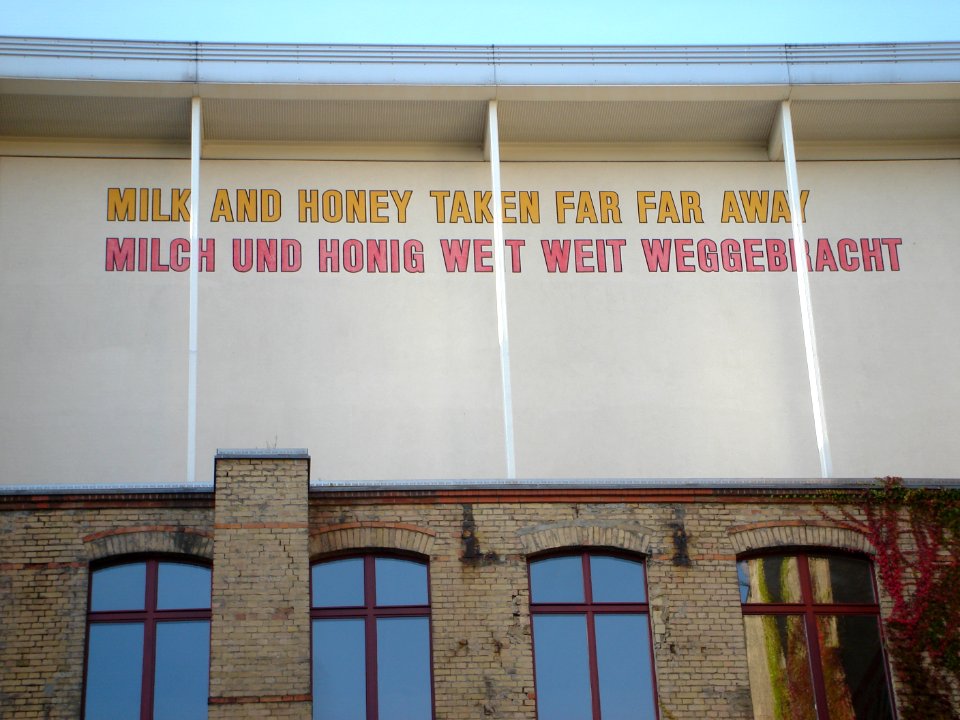 MILK AND HONEY TAKEN FAR FAR AWAY
MILCH UND HONIG WEIT WEIT WEGGEBRACHT